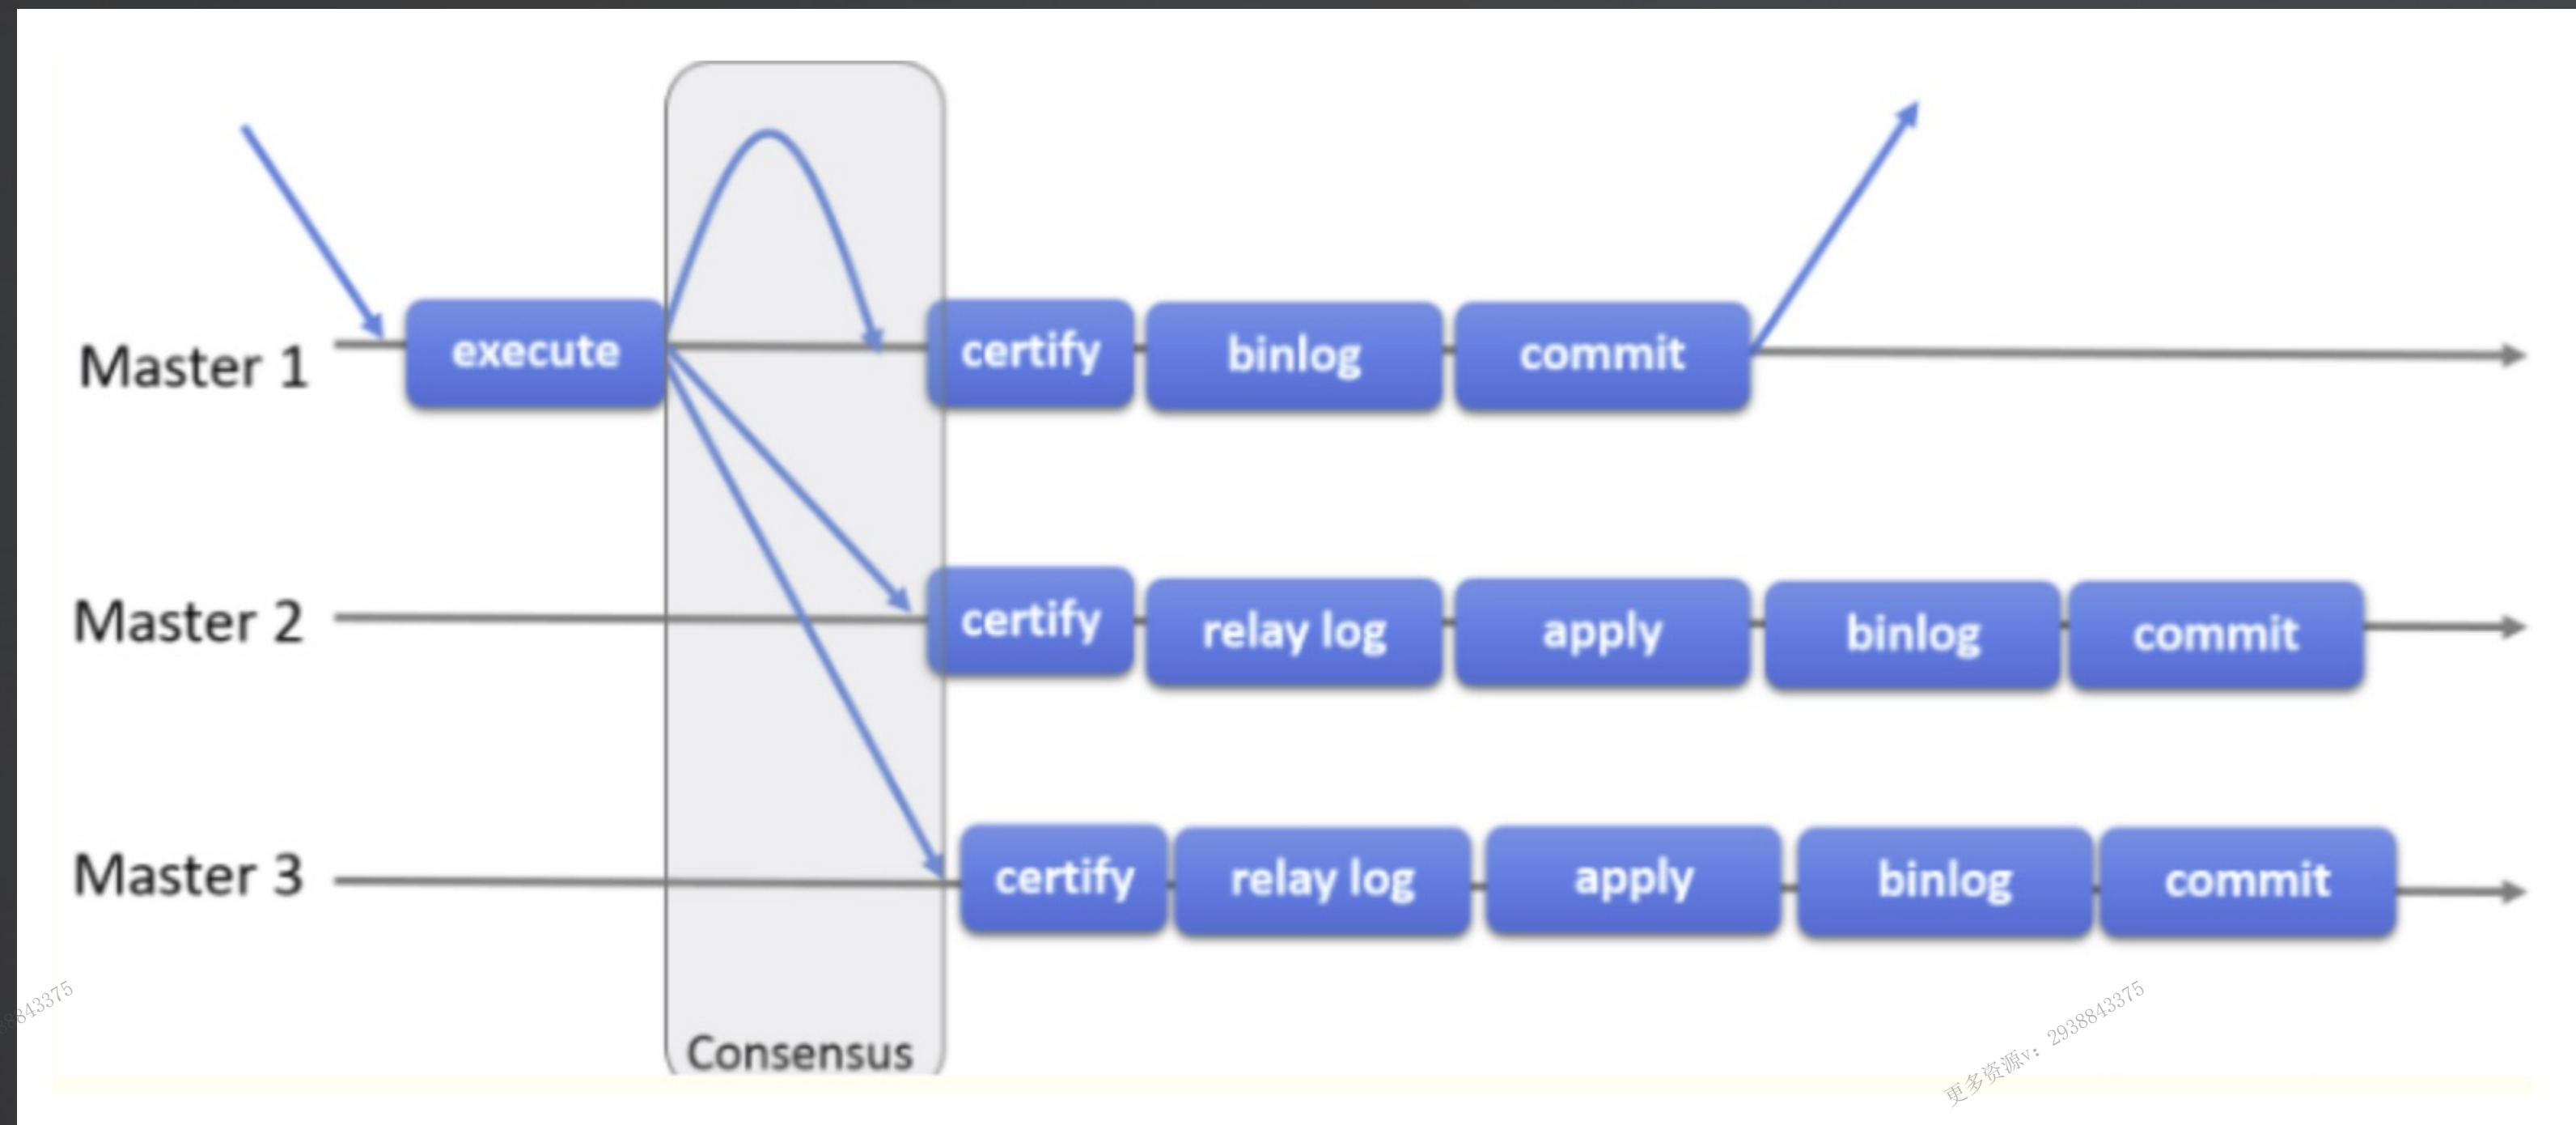 Master 1
execute
certify
binlog
commit
Master 2
certify
relay log
apply
binlog
commit
Master 3
certify
relay log
apply
binlog
commit
Consensus
更多资源v：2938843375